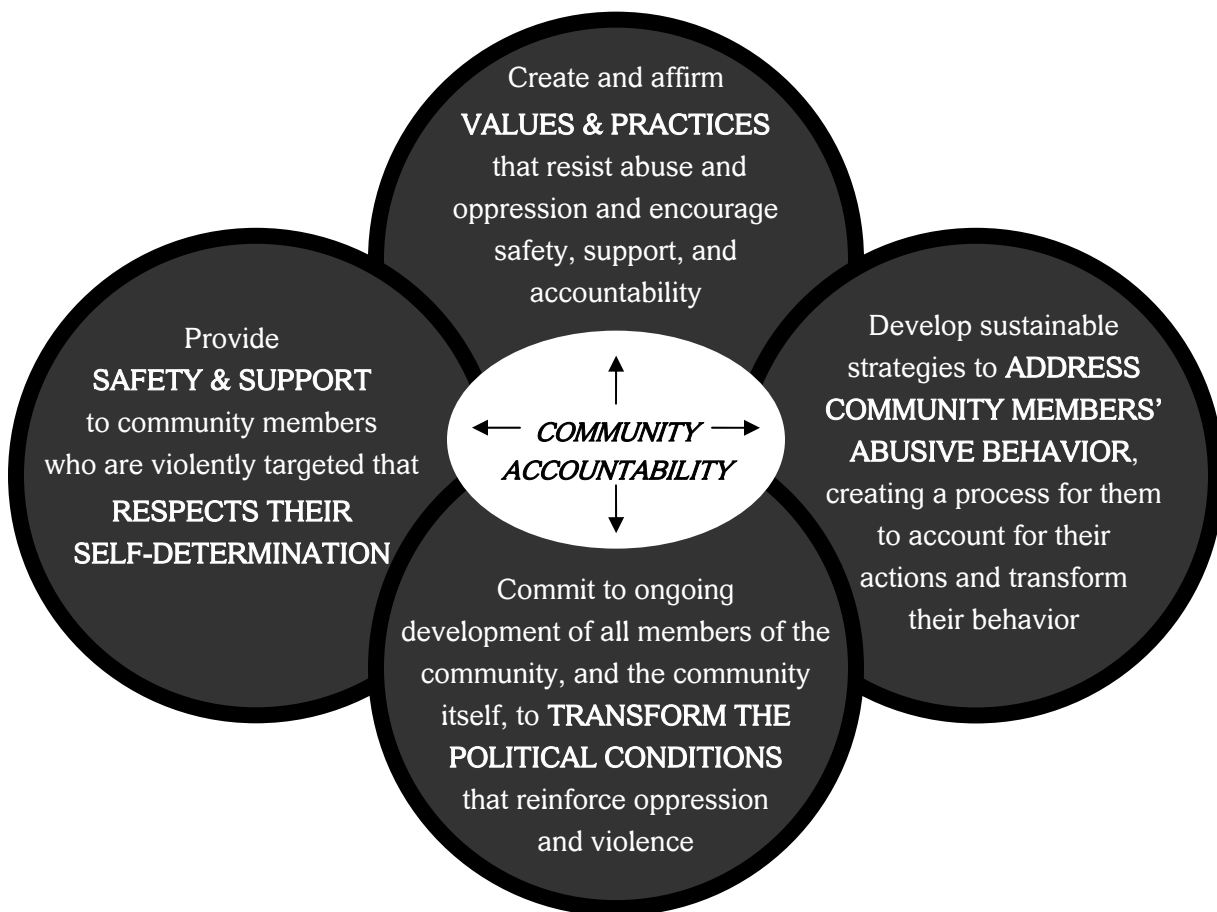 Create and affirm
VALUES & PRACTICES
that resist abuse and
oppression and encourage
safety, support, and
accountability
Provide
SAFETY & SUPPORT
to community members
who are violently targeted that
RESPECTS THEIR
SELF-DETERMINATION
COMMUNITY
ACCOUNTABILITY
Develop sustainable
strategies to ADDRESS
COMMUNITY MEMBERS’
ABUSIVE BEHAVIOR,
creating a process for them
to account for their
actions and transform
their behavior
Commit to ongoing
development of all members of the
community, and the community
itself, to TRANSFORM THE
POLITICAL CONDITIONS
that reinforce oppression
and violence